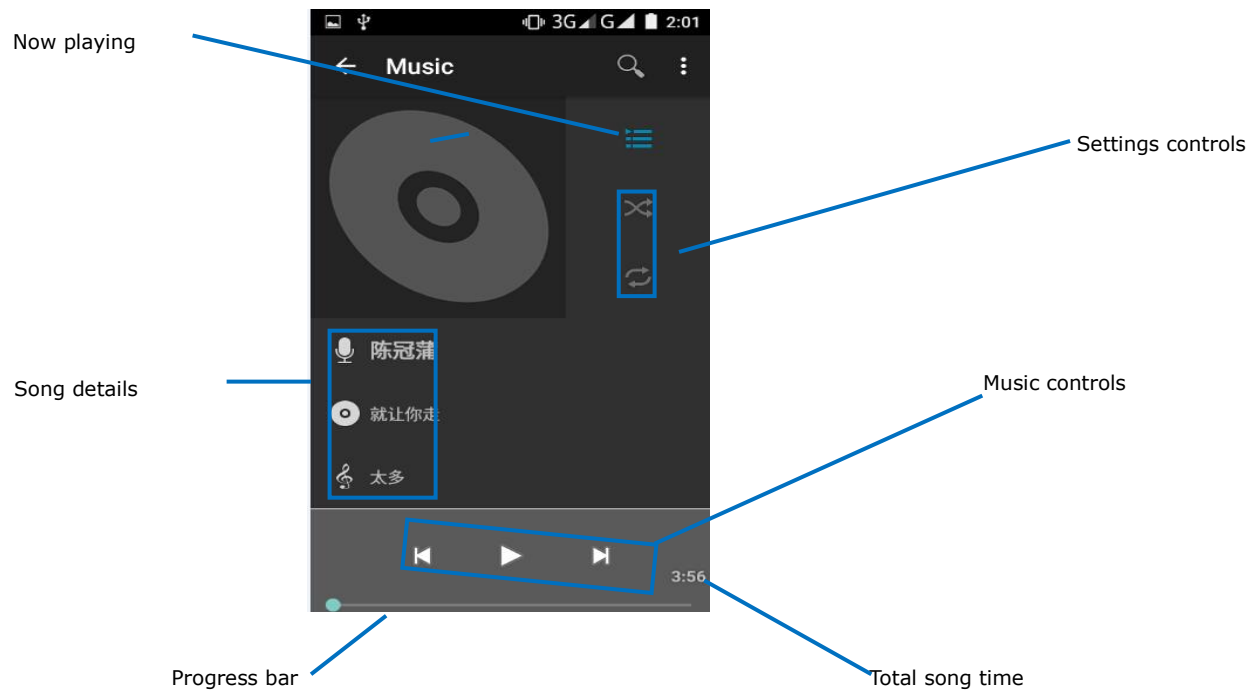 3G G 2:01
Now playing
Music
Settings controls
陈冠蒲
Song details
Music controls
就让你走
太多
3:56
Progress bar
Total song time